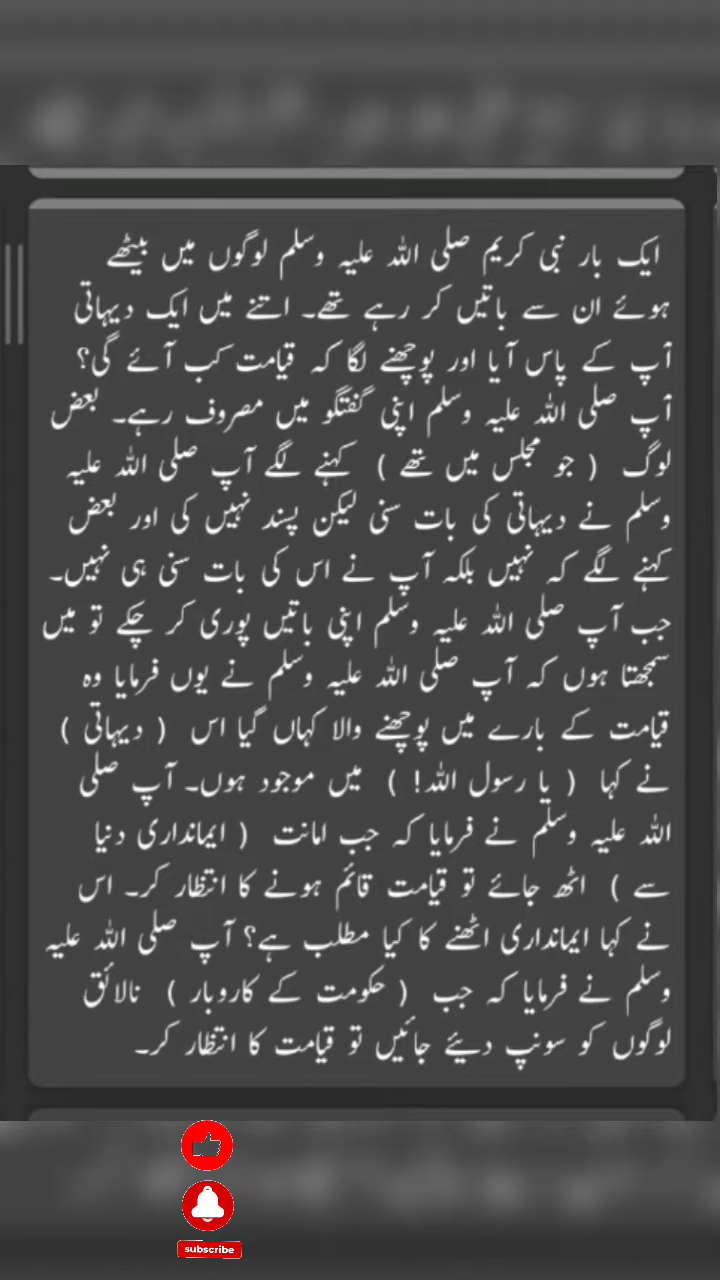 ایک بار نبی کریم صلی اللہ علیہ وسلم لوگوں میں بیٹھے
ہوئے ان سے باتیں کر رہے تھے۔ اتنے میں ایک دیہاتی
آپ کے پاس آیا اور پوچھنے لگا کہ قیامت کب آئے گی؟
آپ صلی اللہ علیہ وسلم اپنی گفتگو میں مصروف رہے۔ بعض
لوگ ( جو مجلس میں تھے ) کہنے لگے آپ صلی اللہ علیہ
وسلم نے دیہاتی کی بات سنی لیکن پسند نہیں کی اور بعض
کہنے لگے کہ نہیں بلکہ آپ نے اس کی بات سنی ہی نہیں۔
جب آپ صلی اللہ علیہ وسلم اپنی باتیں پوری کر چکے تو میں
سمجھتا ہوں کہ آپ صلی اللہ علیہ وسلم نے یوں فرمایا وہ
قیامت کے بارے میں پوچھنے والا کہاں گیا اس ( دیہاتی )
نے کہا ( یا رسول اللہ! ) میں موجود ہوں۔ آپ صلی
اللہ علیہ وسلم نے فرمایا کہ جب امانت ( ایمانداری دنیا
سے ) اٹھ جائے تو قیامت قائم ہونے کا انتظار کر۔ اس
نے کہا ایمانداری اٹھنے کا کیا مطلب ہے؟ آپ صلی اللہ علیہ
وسلم نے فرمایا کہ جب ( حکومت کے کاروبار ) نالائق
لوگوں کو سونپ دیئے جائیں تو قیامت کا انتظار کر۔
subscribe